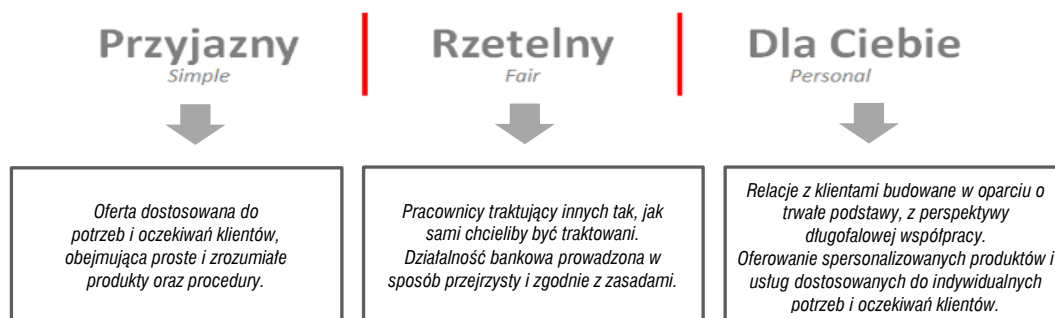 Przyjazny
Simple
Rzetelny
Fair
Dla Ciebie
Personal
Oferta dostosowana do
potrzeb i oczekiwań klientów,
obejmująca proste i zrozumiałe
produkty oraz procedury.
Pracownicy traktujący innych tak, jak
sami chcieliby być traktowani.
Działalność bankowa prowadzona w
sposób przejrzysty i zgodnie z zasadami.
Relacje z klientami budowane w oparciu o
trwałe podstawy, z perspektywy
długofalowej współpracy.
Oferowanie spersonalizowanych produktów i
usług dostosowanych do indywidualnych
potrzeb i oczekiwań klientów.